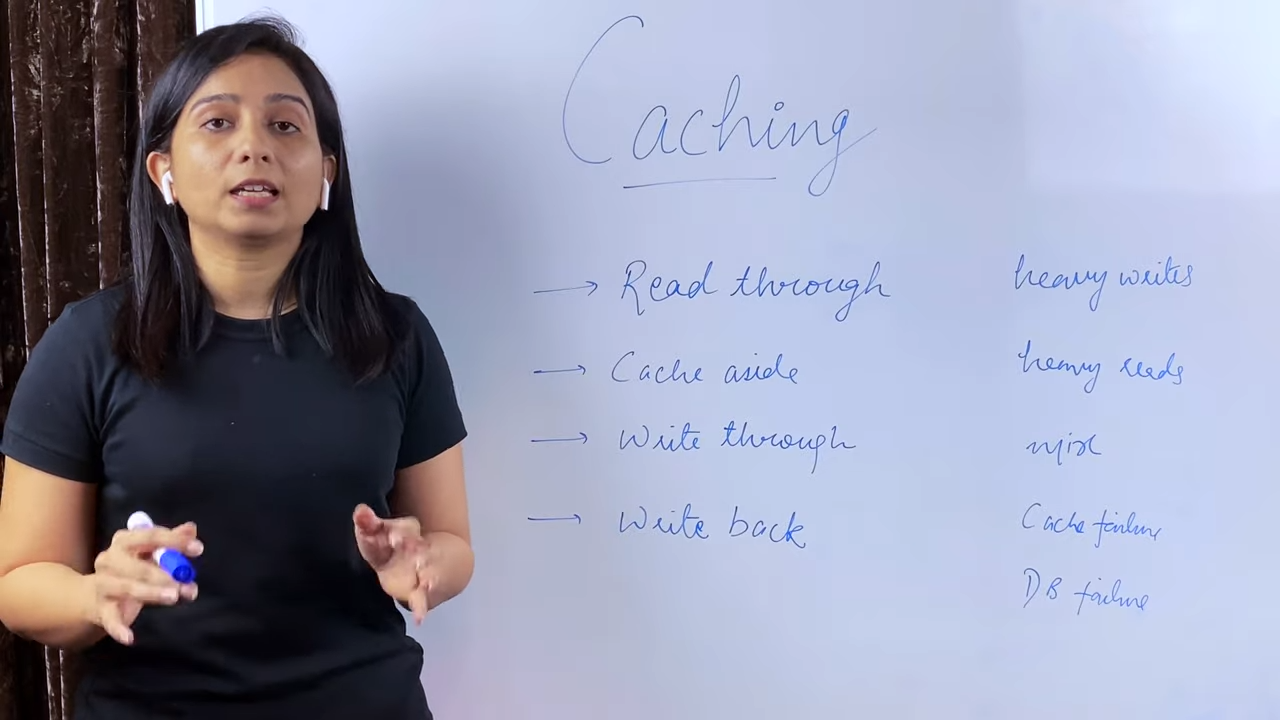 Caching
→ Read through
→ Cache aside
→ Write through
→ Write back
heavy writes
heavy reads
mix
Cache failure
DB failure